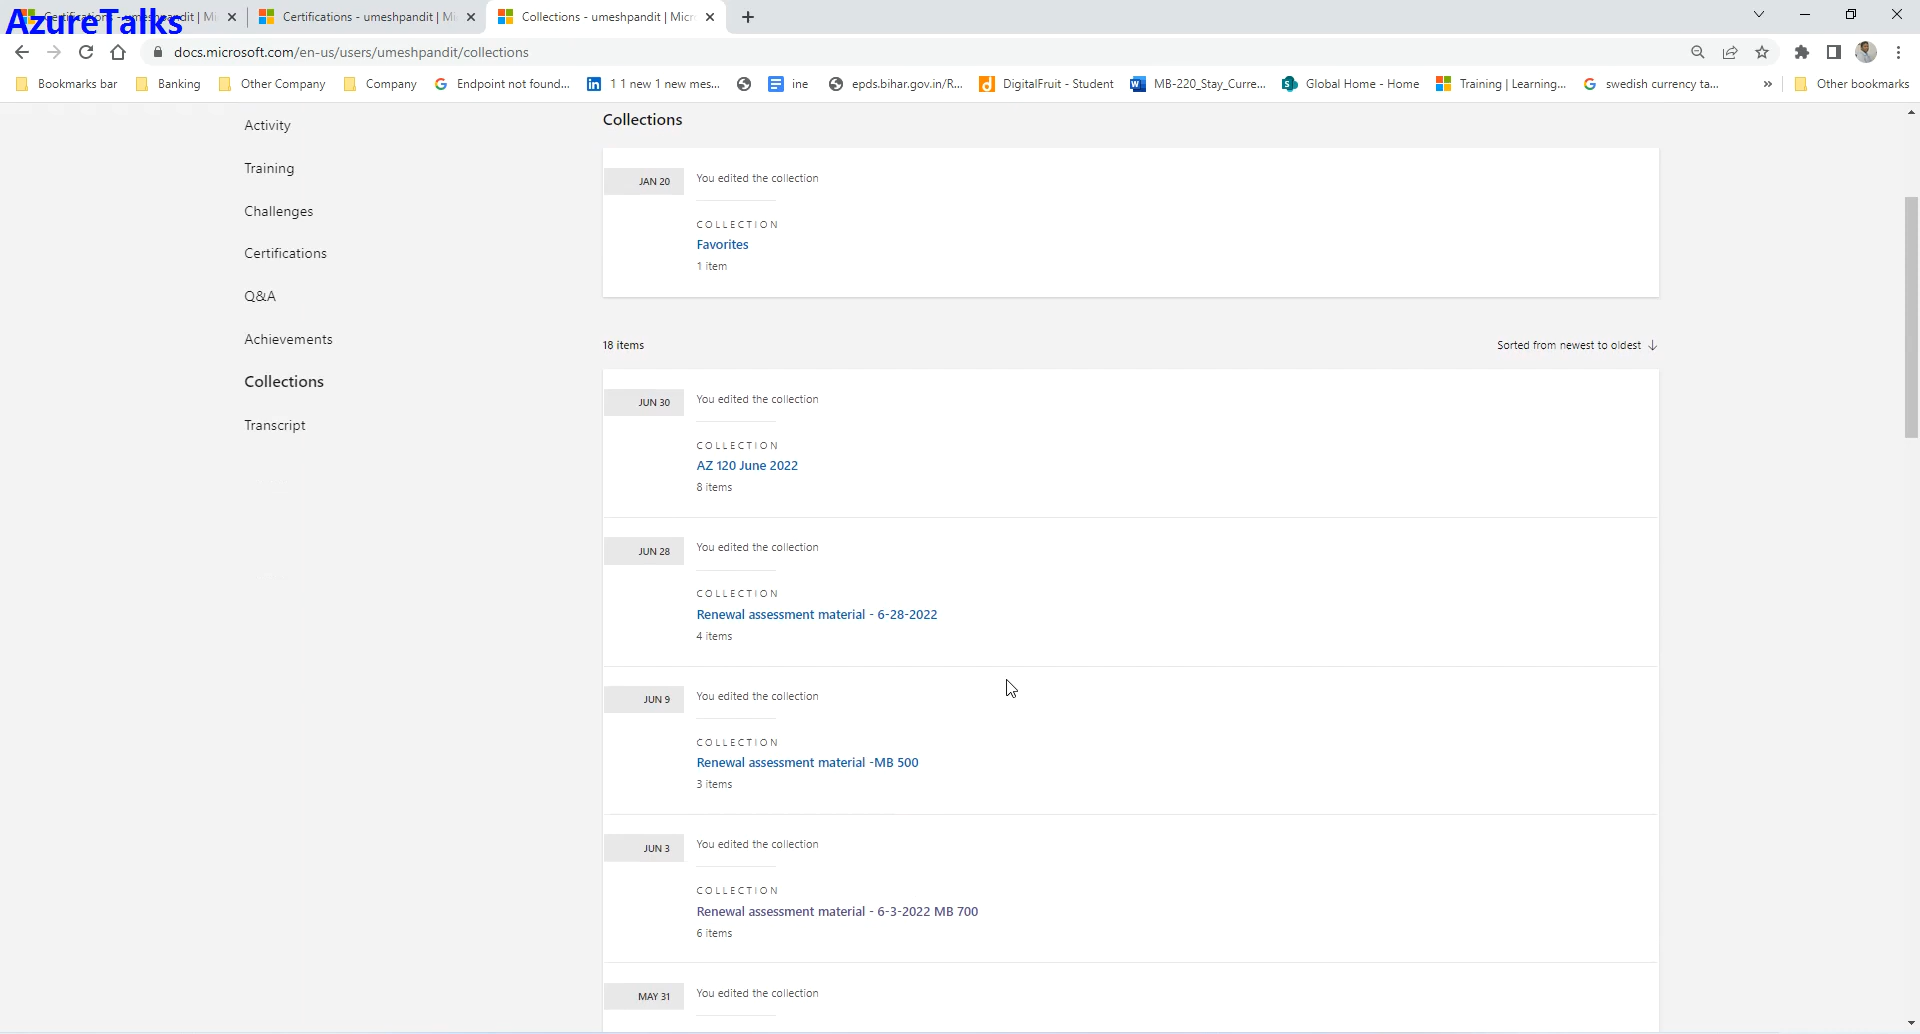 AzureTalks
Certifications - umeshpandit | Mi
Certifications - umeshpandit | Mi
Collections - umeshpandit | Micr
docs.microsoft.com/en-us/users/umeshpandit/collections
Bookmarks bar
Banking
Other Company
Company
Endpoint not found...
1 1 new 1 new mes...
ine
epds.bihar.gov.in/R...
DigitalFruit - Student
MB-220_Stay_Curre...
Global Home - Home
Training | Learning...
swedish currency ta...
»
Other bookmarks
Activity
Training
Challenges
Certifications
Q&A
Achievements
Collections
Transcript
Collections
JAN 20
You edited the collection
COLLECTION
Favorites
1 item
18 items
Sorted from newest to oldest
JUN 30
You edited the collection
COLLECTION
AZ 120 June 2022
8 items
JUN 28
You edited the collection
COLLECTION
Renewal assessment material - 6-28-2022
4 items
JUN 9
You edited the collection
COLLECTION
Renewal assessment material -MB 500
3 items
JUN 3
You edited the collection
COLLECTION
Renewal assessment material - 6-3-2022 MB 700
6 items
MAY 31
You edited the collection